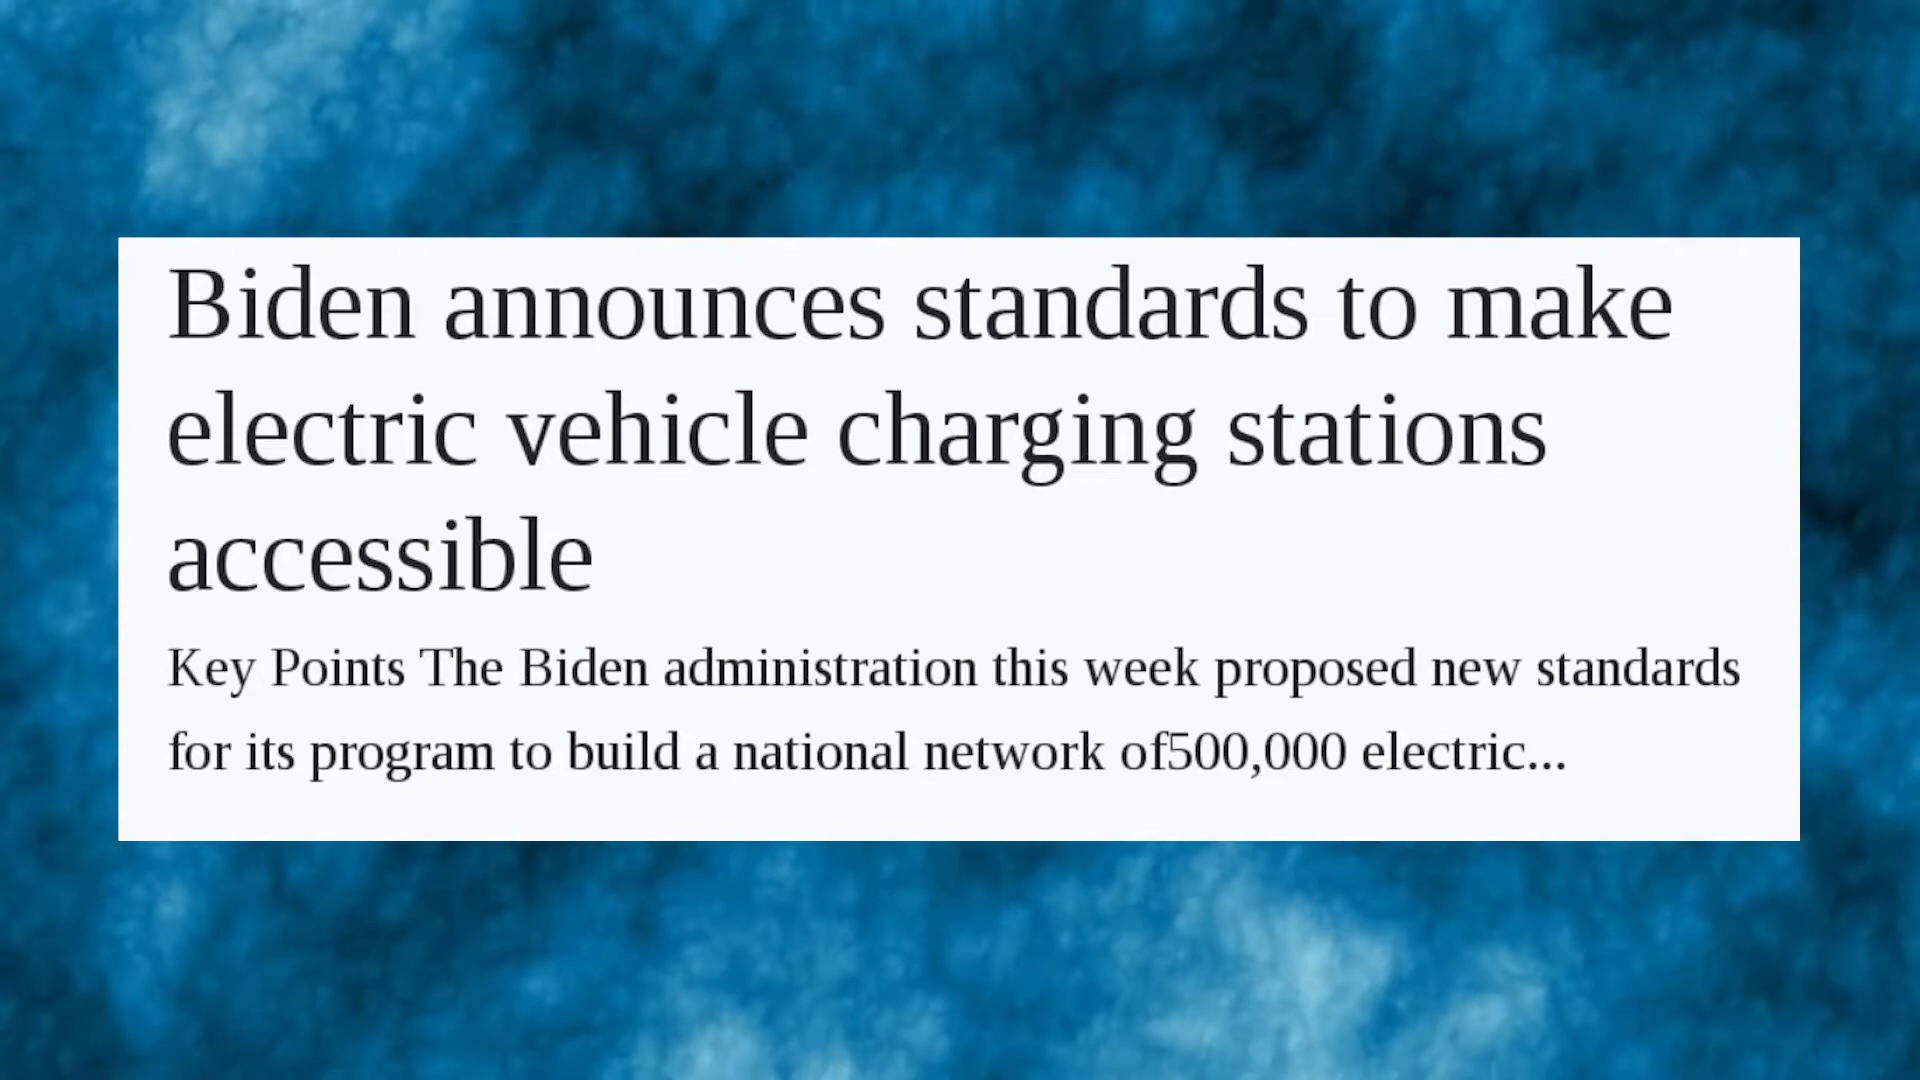 Biden announces standards to make
electric vehicle charging stations
accessible
Key Points The Biden administration this week proposed new standards
for its program to build a national network of500,000 electric...